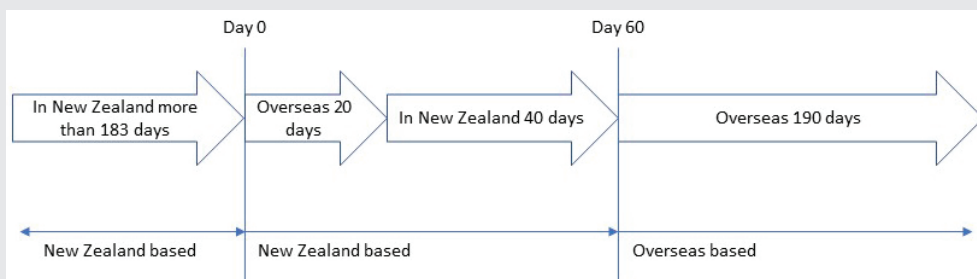 Day 0
Day 60
In New Zealand more
than 183 days
Overseas 20
days
In New Zealand 40 days
Overseas 190 days
New Zealand based
New Zealand based
Overseas based